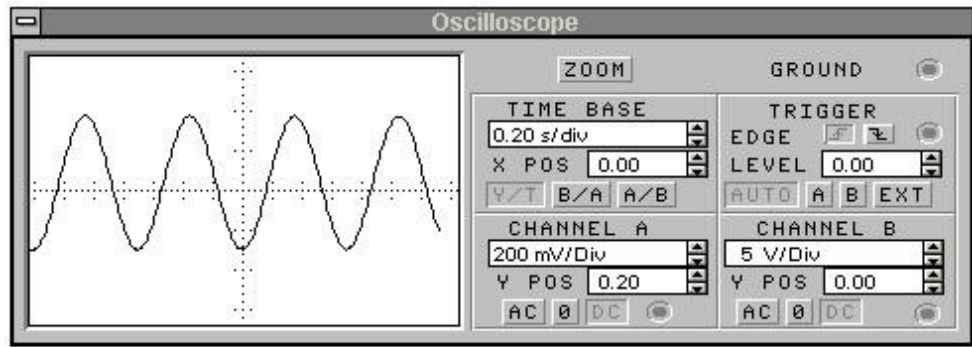 Oscilloscope
ZOOM
GROUND
TIME BASE
0.20 s/div
X POS 0.00
Y/T B/A A/B
TRIGGER
EDGE
LEVEL 0.00
AUTO A B EXT
CHANNEL A
200 mV/Div
Y POS 0.20
AC 0 DC
CHANNEL B
5 V/Div
Y POS 0.00
AC 0 DC